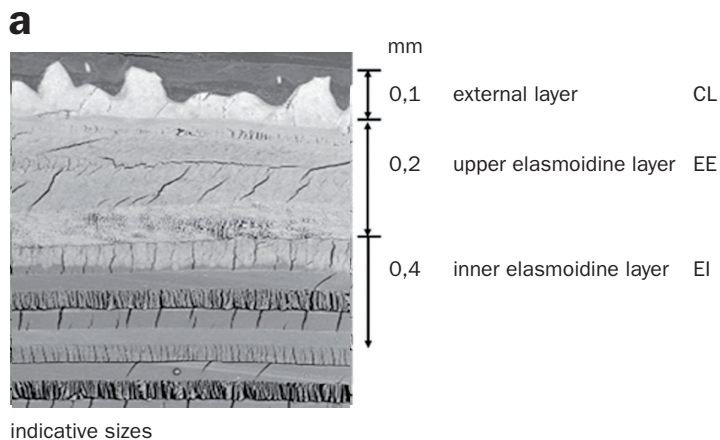 a
mm
0,1 external layer CL
0,2 upper elasmoidine layer EE
0,4 inner elasmoidine layer EI
indicative sizes